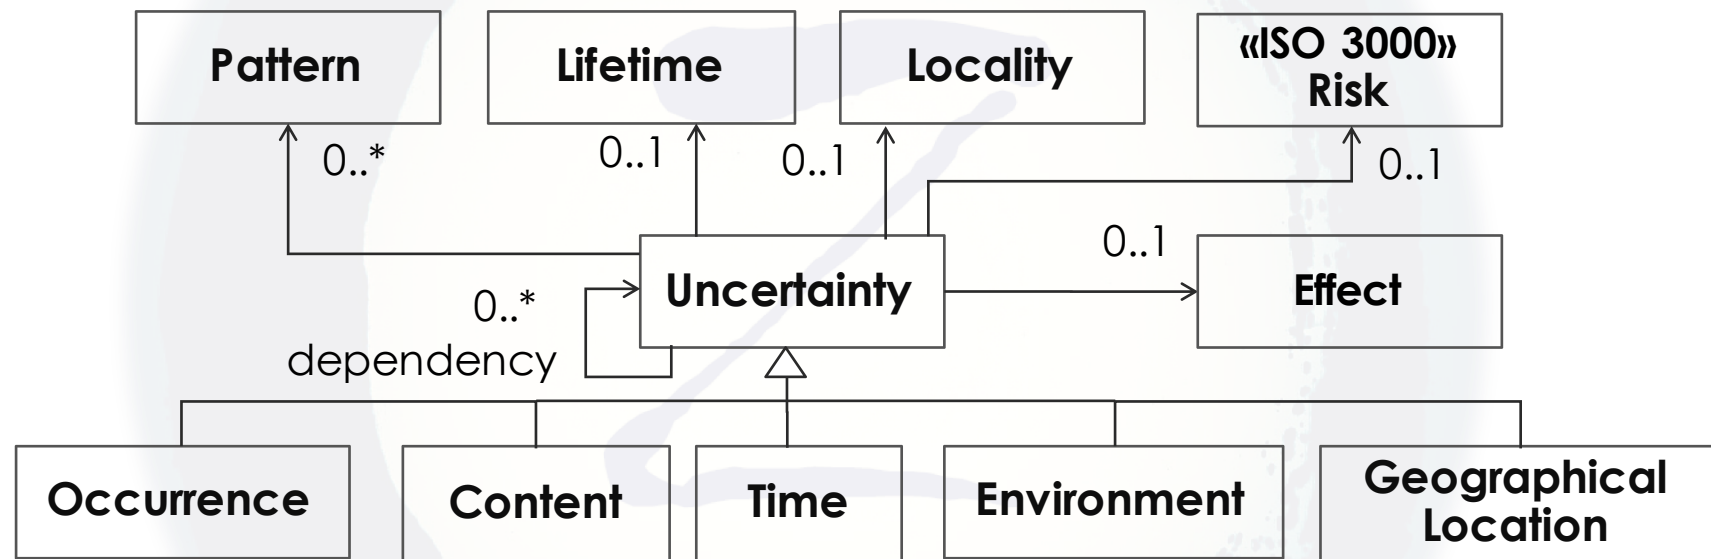 Pattern
Lifetime
Locality
«ISO 3000»
Risk
0..*
0..1
0..1
0..1
0..1
Uncertainty
Effect
0..*
dependency
Occurrence
Content
Time
Environment
Geographical
Location